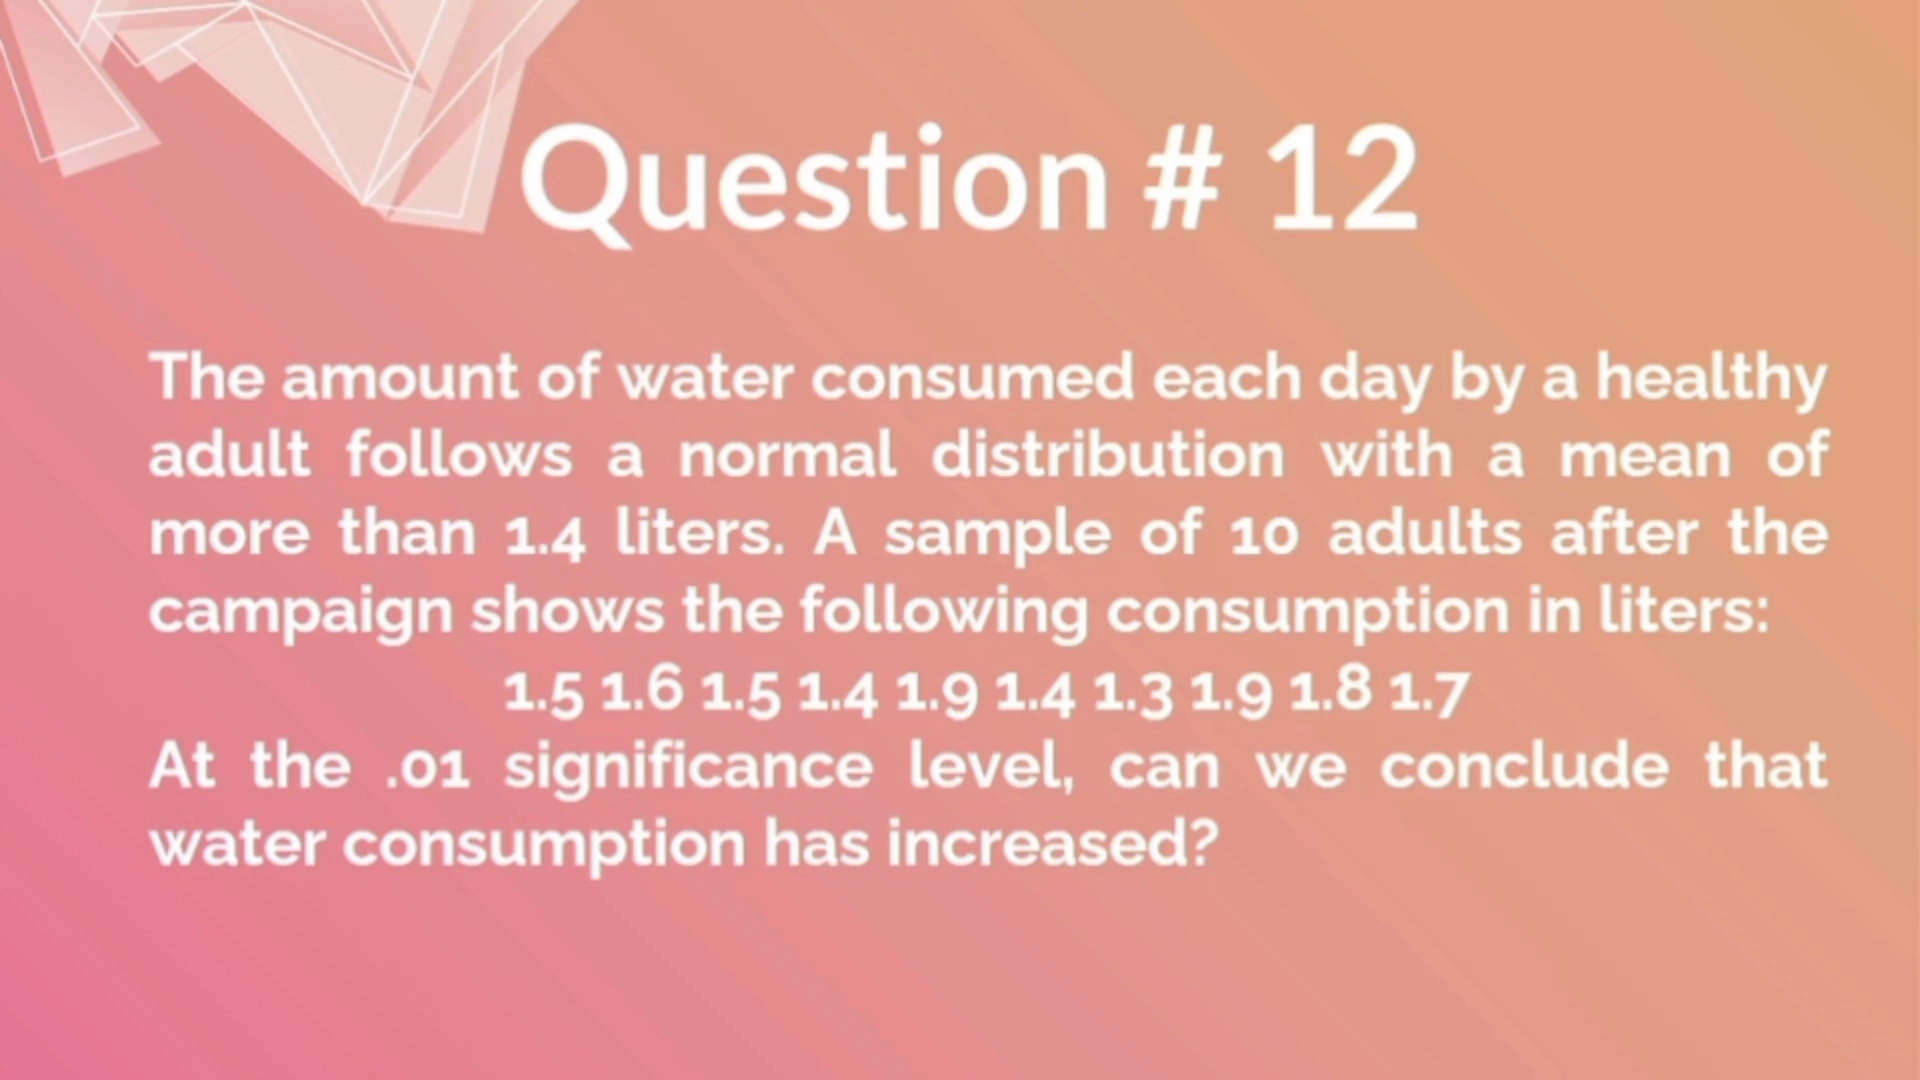 Question # 12
The amount of water consumed each day by a healthy
adult follows a normal distribution with a mean of
more than 1.4 liters. A sample of 10 adults after the
campaign shows the following consumption in liters:
1.5 1.6 1.5 1.4 1.9 1.4 1.3 1.9 1.8 1.7
At the .01 significance level, can we conclude that
water consumption has increased?